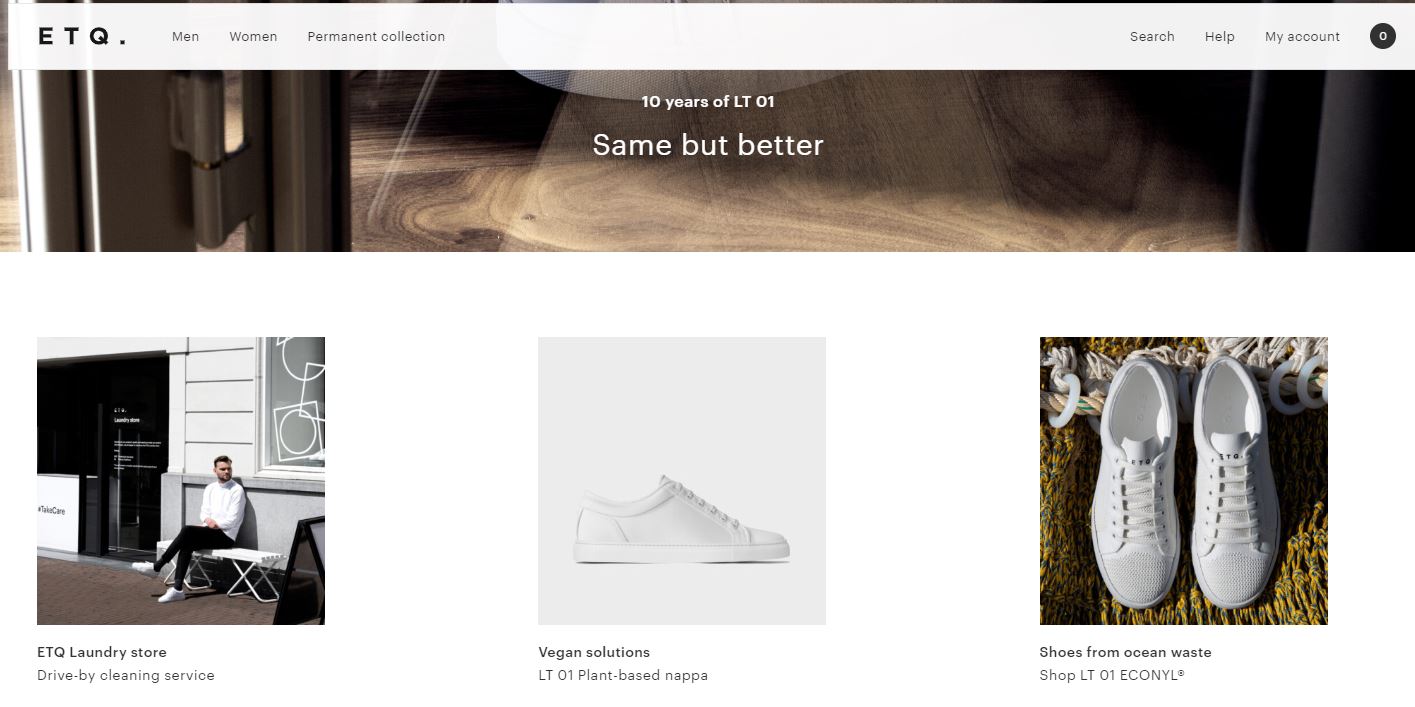 ETQ.
Men
Women
Permanent collection
Search
Help
My account
0
10 years of LT 01
Same but better
ETQ.
Laundry store
#TakeCare
ETQ.
ETQ.
ETQ Laundry store
Drive-by cleaning service
Vegan solutions
LT 01 Plant-based nappa
Shoes from ocean waste
Shop LT 01 ECONYL®